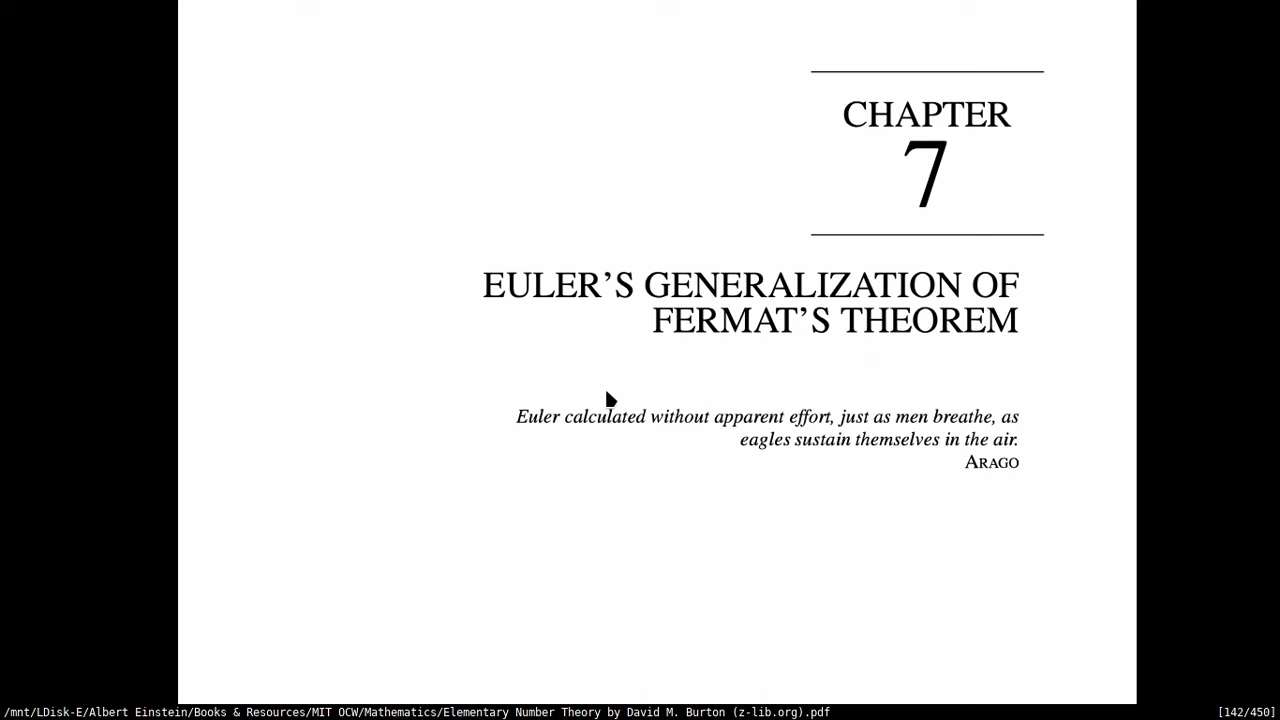 CHAPTER
7
EULER’S GENERALIZATION OF
FERMAT’S THEOREM
Euler calculated without apparent effort, just as men breathe, as
eagles sustain themselves in the air.
ARAGO
/mnt/LDisk-E/Albert Einstein/Books & Resources/MIT OCW/Mathematics/Elementary Number Theory by David M. Burton (z-lib.org).pdf [142/450]